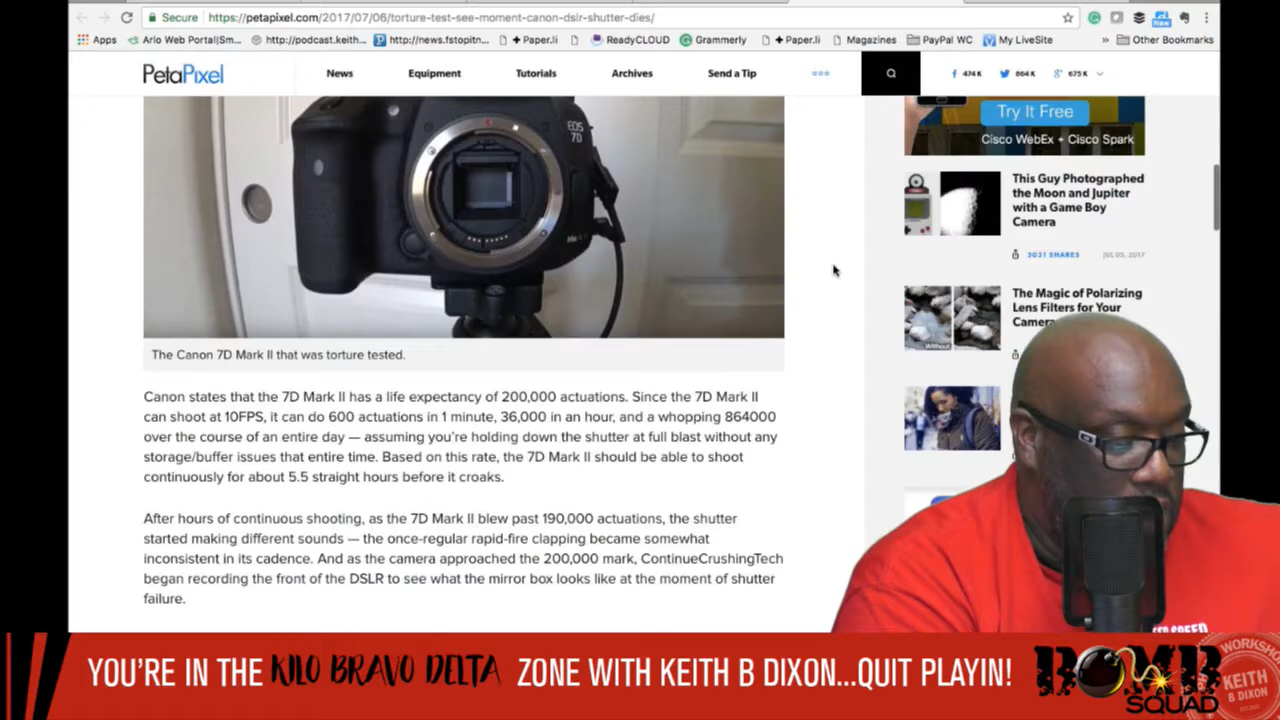 Secure https://petapixel.com/2017/07/06/torture-test-see-moment-canon-dslr-shutter-dies/
Apps Arlo Web Portal|Sm... http://podcast.keith... http://news.fstopitn... + Paper.li ReadyCLOUD Grammerly + Paper.li Magazines PayPal WC My LiveSite » Other Bookmarks
PetaPixel News Equipment Tutorials Archives Send a Tip 474 K 864 K 675 K
EOS
7D
Try It Free
Cisco WebEx + Cisco Spark
This Guy Photographed
the Moon and Jupiter
with a Game Boy
Camera
3031 SHARES JUL 05, 2017
The Magic of Polarizing
Lens Filters for Your
Camera
Without
The Canon 7D Mark II that was torture tested.
Canon states that the 7D Mark II has a life expectancy of 200,000 actuations. Since the 7D Mark II
can shoot at 10FPS, it can do 600 actuations in 1 minute, 36,000 in an hour, and a whopping 864000
over the course of an entire day — assuming you're holding down the shutter at full blast without any
storage/buffer issues that entire time. Based on this rate, the 7D Mark II should be able to shoot
continuously for about 5.5 straight hours before it croaks.
After hours of continuous shooting, as the 7D Mark II blew past 190,000 actuations, the shutter
started making different sounds — the once-regular rapid-fire clapping became somewhat
inconsistent in its cadence. And as the camera approached the 200,000 mark, ContinueCrushingTech
began recording the front of the DSLR to see what the mirror box looks like at the moment of shutter
failure.
YOU'RE IN THE KILO BRAVO DELTA ZONE WITH KEITH B DIXON...QUIT PLAYIN!
BOMB
SQUAD
WORKSHO
KEITH
B DIXON